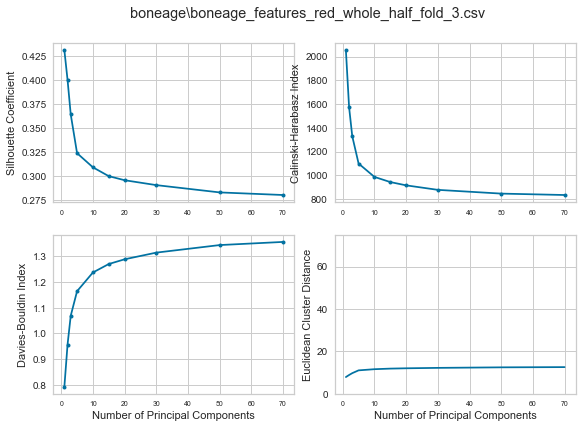 boneage\boneage_features_red_whole_half_fold_3.csv
Silhouette Coefficient
0.425
0.400
0.375
0.350
0.325
0.300
0.275
0 10 20 30 40 50 60 70
Calinski-Harabasz Index
2000
1800
1600
1400
1200
1000
800
0 10 20 30 40 50 60 70
Davies-Bouldin Index
1.3
1.2
1.1
1.0
0.9
0.8
0 10 20 30 40 50 60 70
Number of Principal Components
Euclidean Cluster Distance
60
40
20
0
0 10 20 30 40 50 60 70
Number of Principal Components